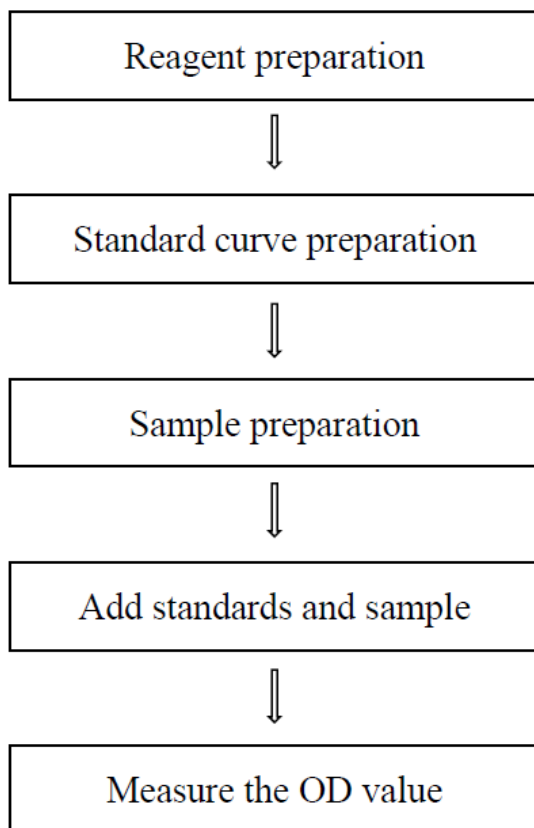 Reagent preparation
Standard curve preparation
Sample preparation
Add standards and sample
Measure the OD value